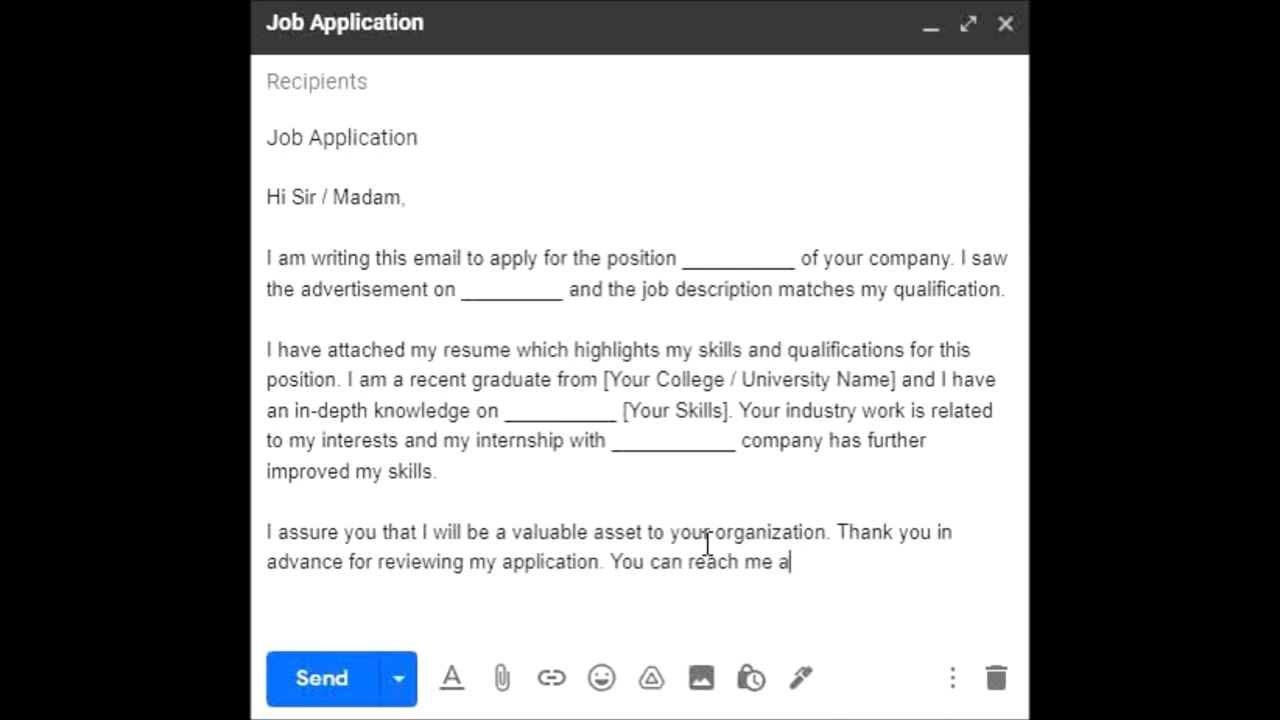 Job Application
Recipients
Job Application
Hi Sir / Madam,
I am writing this email to apply for the position ___________ of your company. I saw
the advertisement on __________ and the job description matches my qualification.
I have attached my resume which highlights my skills and qualifications for this
position. I am a recent graduate from [Your College / University Name] and I have
an in-depth knowledge on ___________ [Your Skills]. Your industry work is related
to my interests and my internship with ____________ company has further
improved my skills.
I assure you that I will be a valuable asset to your organization. Thank you in
advance for reviewing my application. You can reach me a
Send